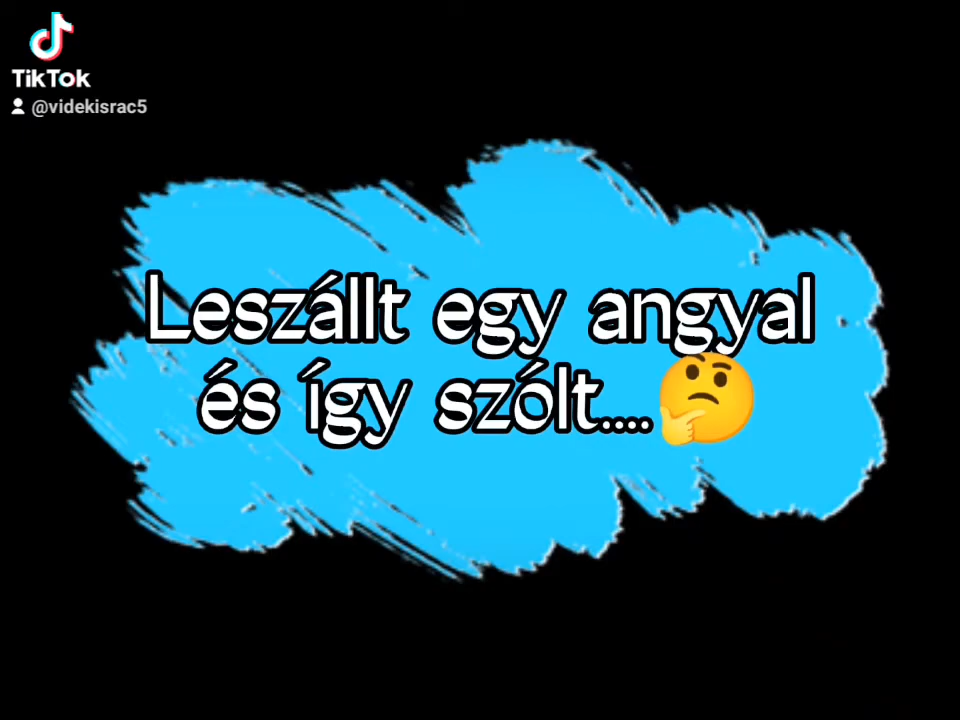 TikTok
@videkisrac5
Leszállt egy angyal
és így szólt....🤔